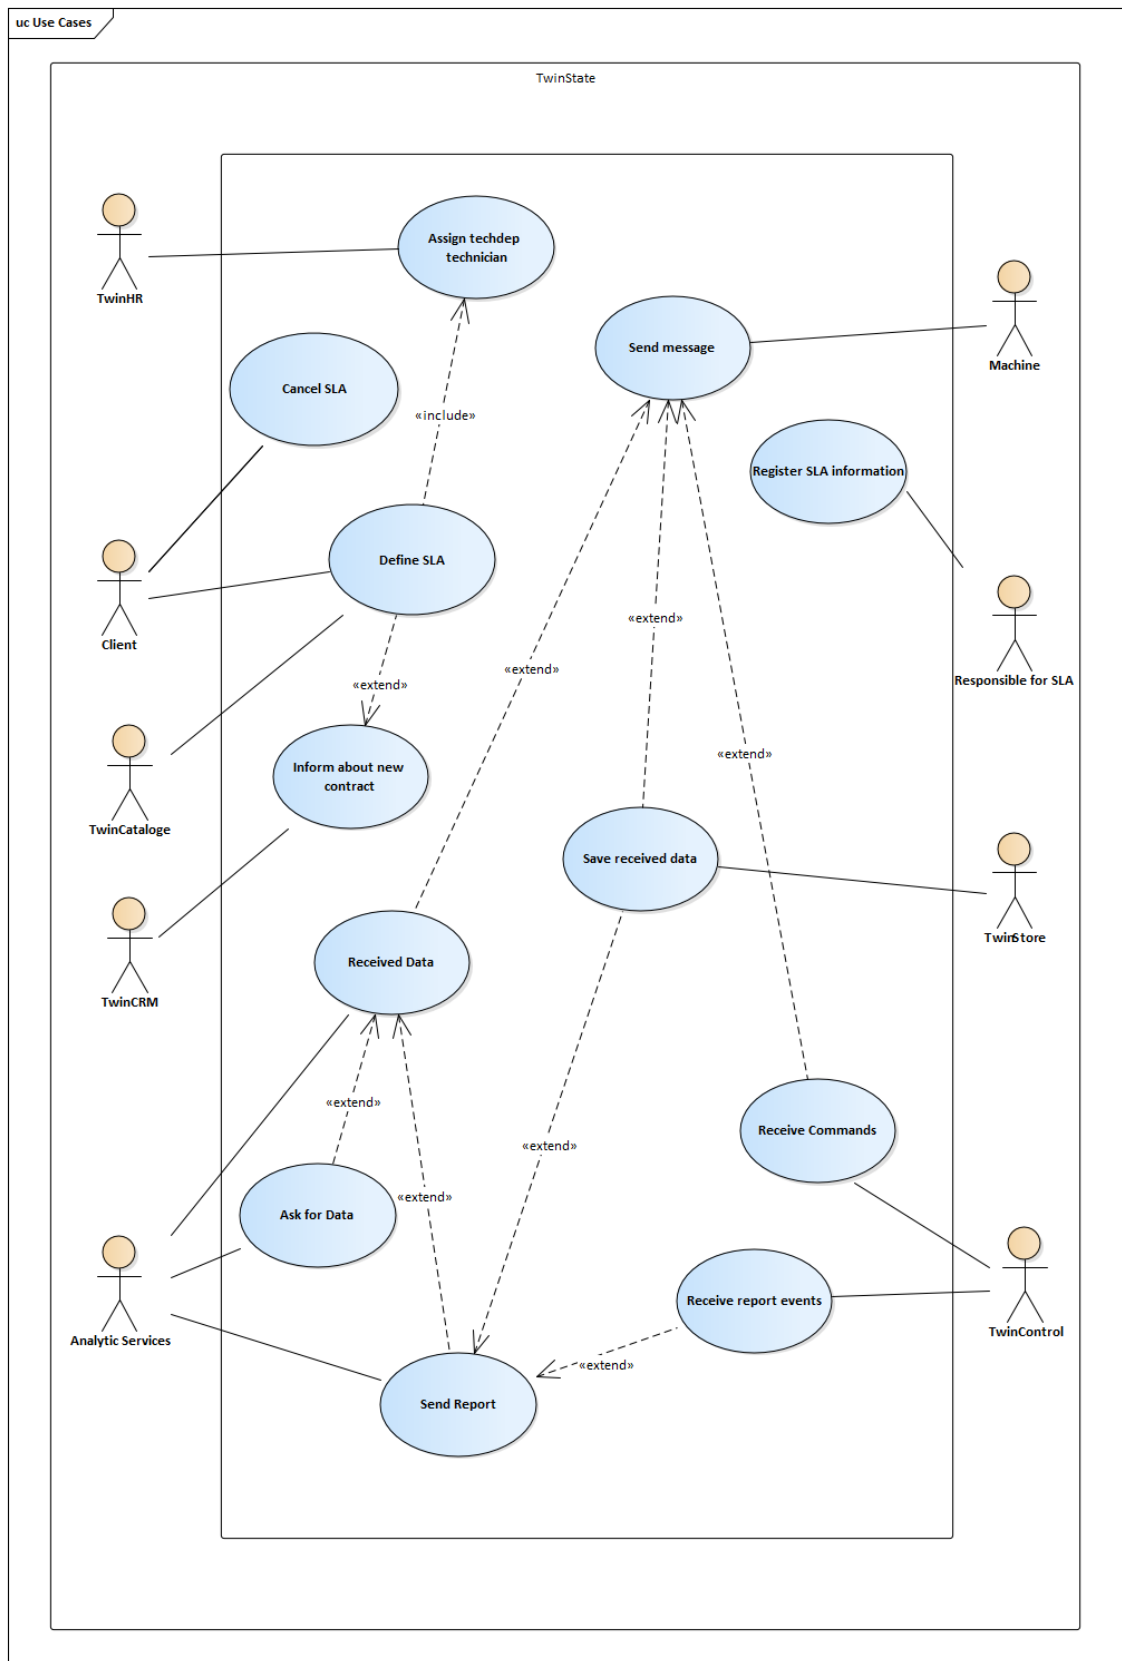 uc Use Cases
TwinState
Assign techdep
technician
TwinHR
Send message
Machine
Cancel SLA
«include»
Register SLA information
Define SLA
Client
«extend»
«extend»
Responsible for SLA
«extend»
«extend»
Inform about new
contract
TwinCataloge
Save received data
TwinStore
Received Data
TwinCRM
«extend»
Receive Commands
«extend»
«extend»
Ask for Data
Receive report events
TwinControl
Analytic Services
«extend»
Send Report